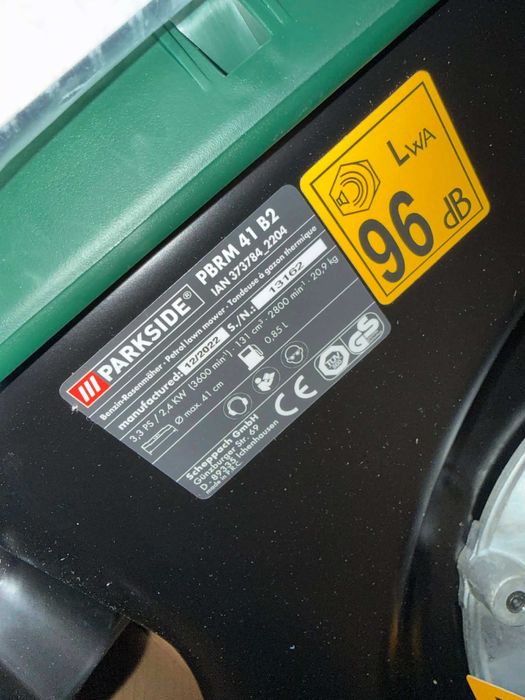 PARKSIDE® PBRM 41 B2
IAN 373784_2204
Benzin-Rasenmäher · Petrol lawn mower · Tondeuse à gazon thermique
manufactured: 12/2022 S./N.: 13162
3,3 PS / 2,4 KW (3600 min⁻¹) · 131 cm³ · 2800 min⁻¹ · 20,9 kg
Ø max. 41 cm
0,85 L
CE
GS
Scheppach GmbH
Günzburger Str. 69
D - 89335 Ichenhausen
made in P.R.C.
LWA
96 dB